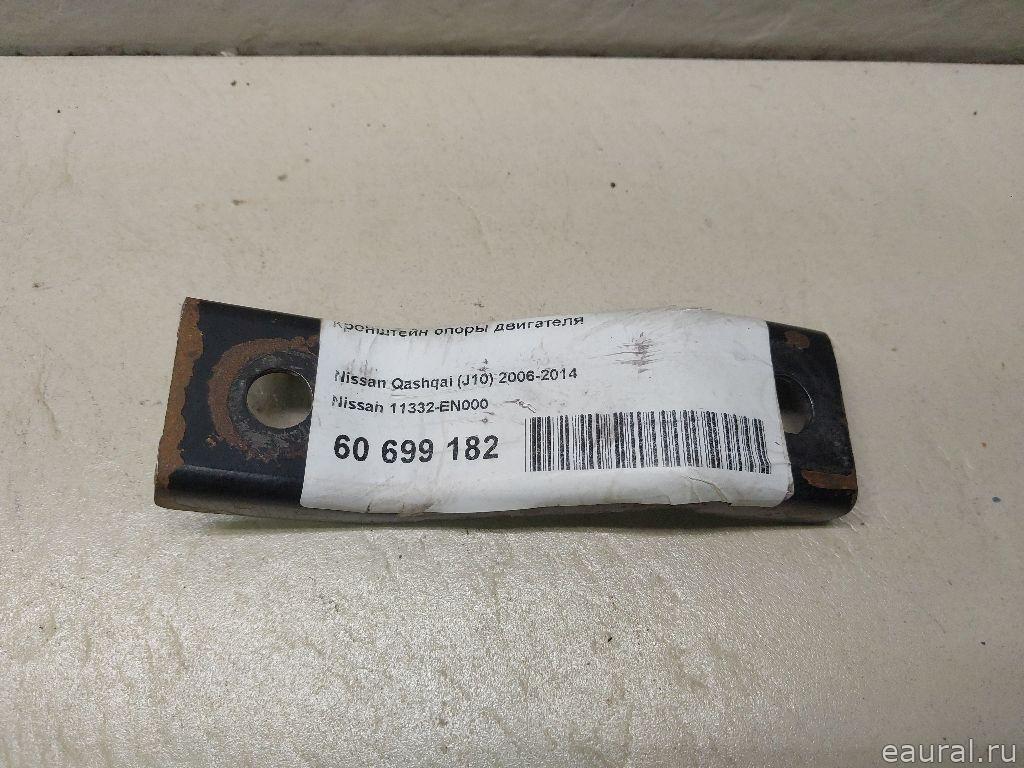 Кронштейн опоры двигателя
Nissan Qashqai (J10) 2006-2014
Nissan 11332-EN000
60 699 182
eaural.ru